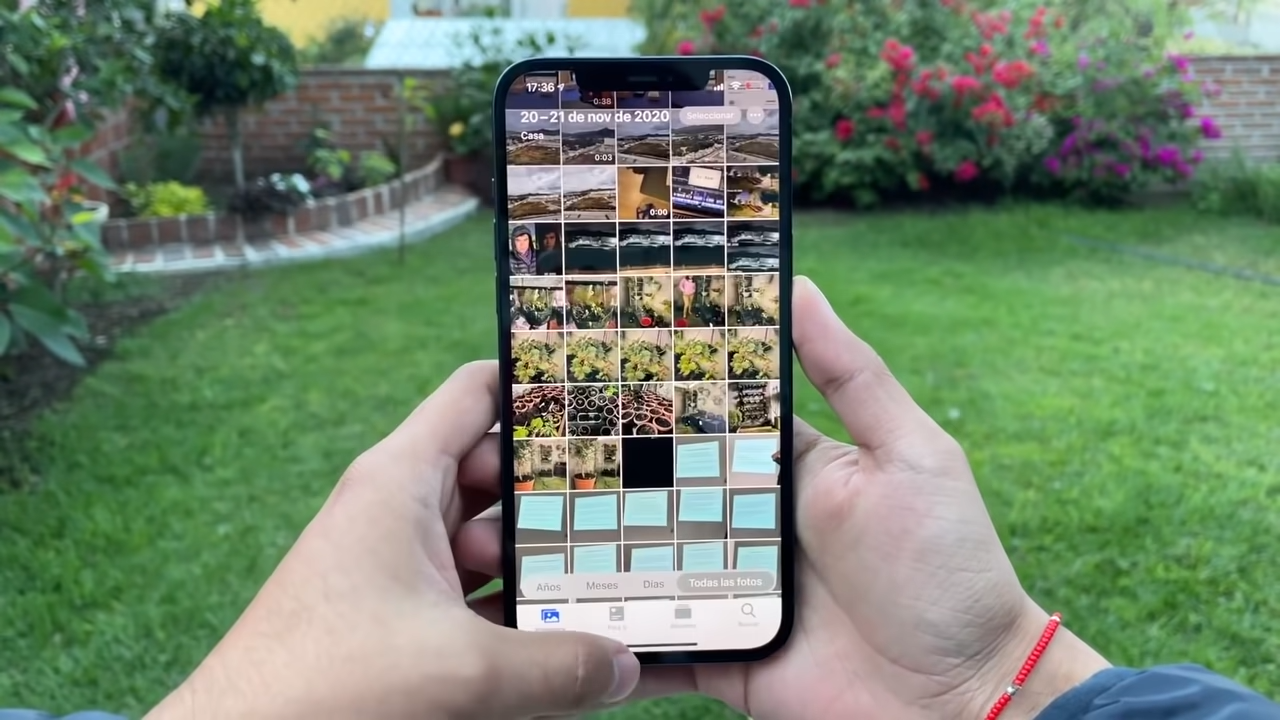 17:36
0:38
20–21 de nov de 2020
Seleccionar
Casa
0:03
0:00
Años
Meses
Días
Todas las fotos